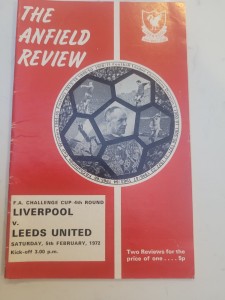 THE
ANFIELD
REVIEW
F.A. CHALLENGE CUP-4th ROUND
LIVERPOOL
v.
LEEDS UNITED
SATURDAY, 5th FEBRUARY, 1972
Kick-off 3.00 p.m.
Two Reviews for the
price of one .... 5p